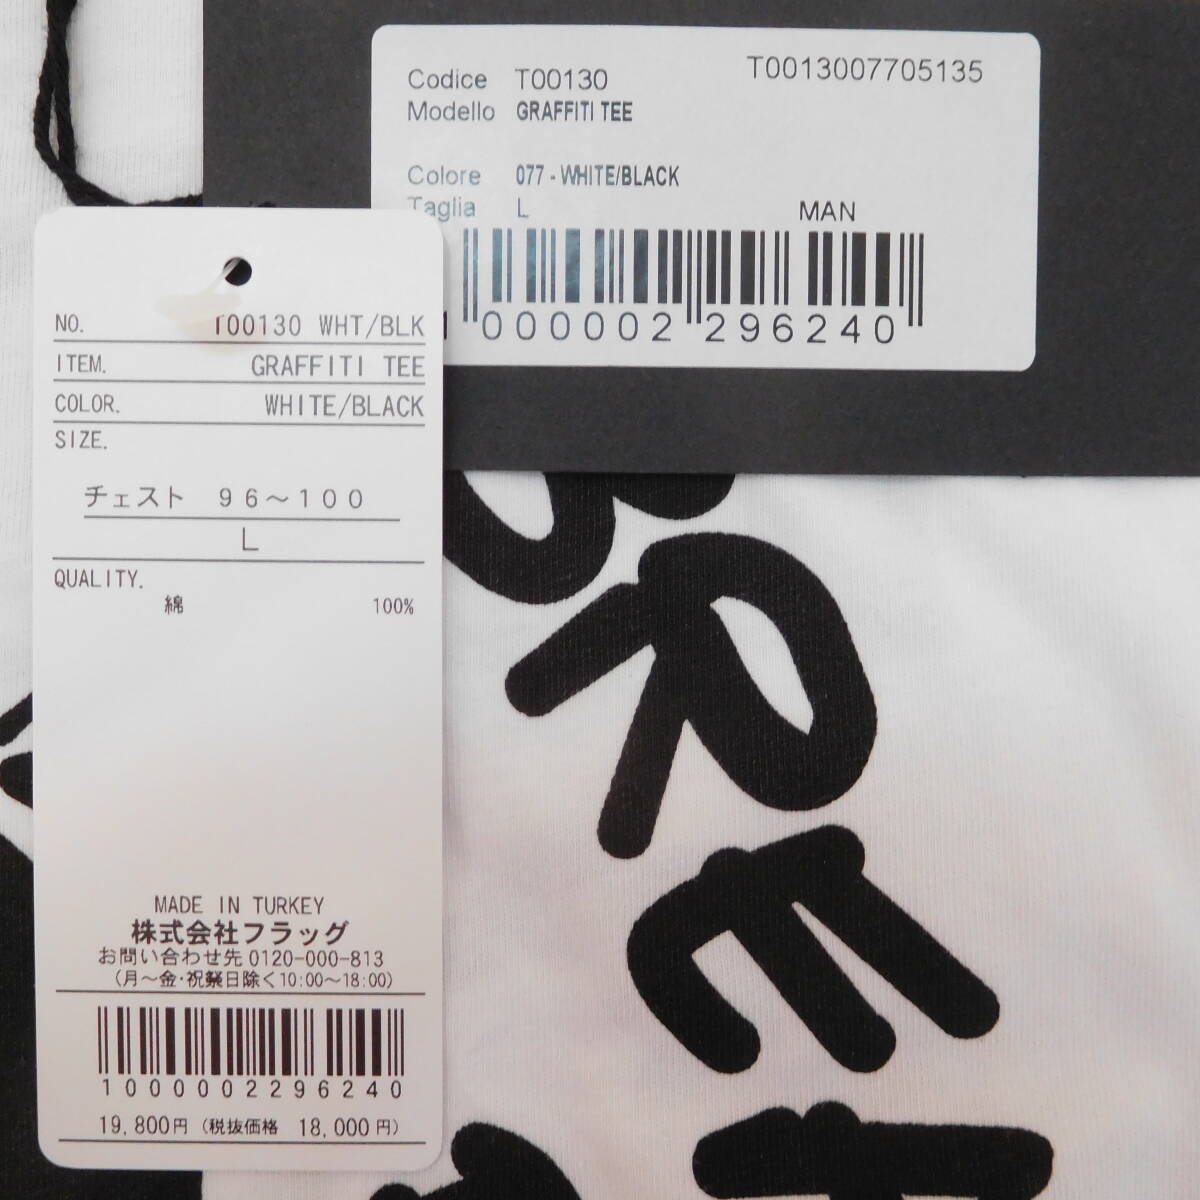 Codice T00130 T0013007705135
Modello GRAFFITI TEE
Colore 077 - WHITE/BLACK
Taglia L MAN
1 000002 296240
NO. T00130 WHT/BLK
ITEM. GRAFFITI TEE
COLOR. WHITE/BLACK
SIZE.
チェスト 96～100
L
QUALITY.
綿 100%
MADE IN TURKEY
株式会社フラッグ
お問い合わせ先 0120-000-813
(月～金・祝祭日除く10:00～18:00)
1000002296240
19,800円 (税抜価格 18,000円)
R
E